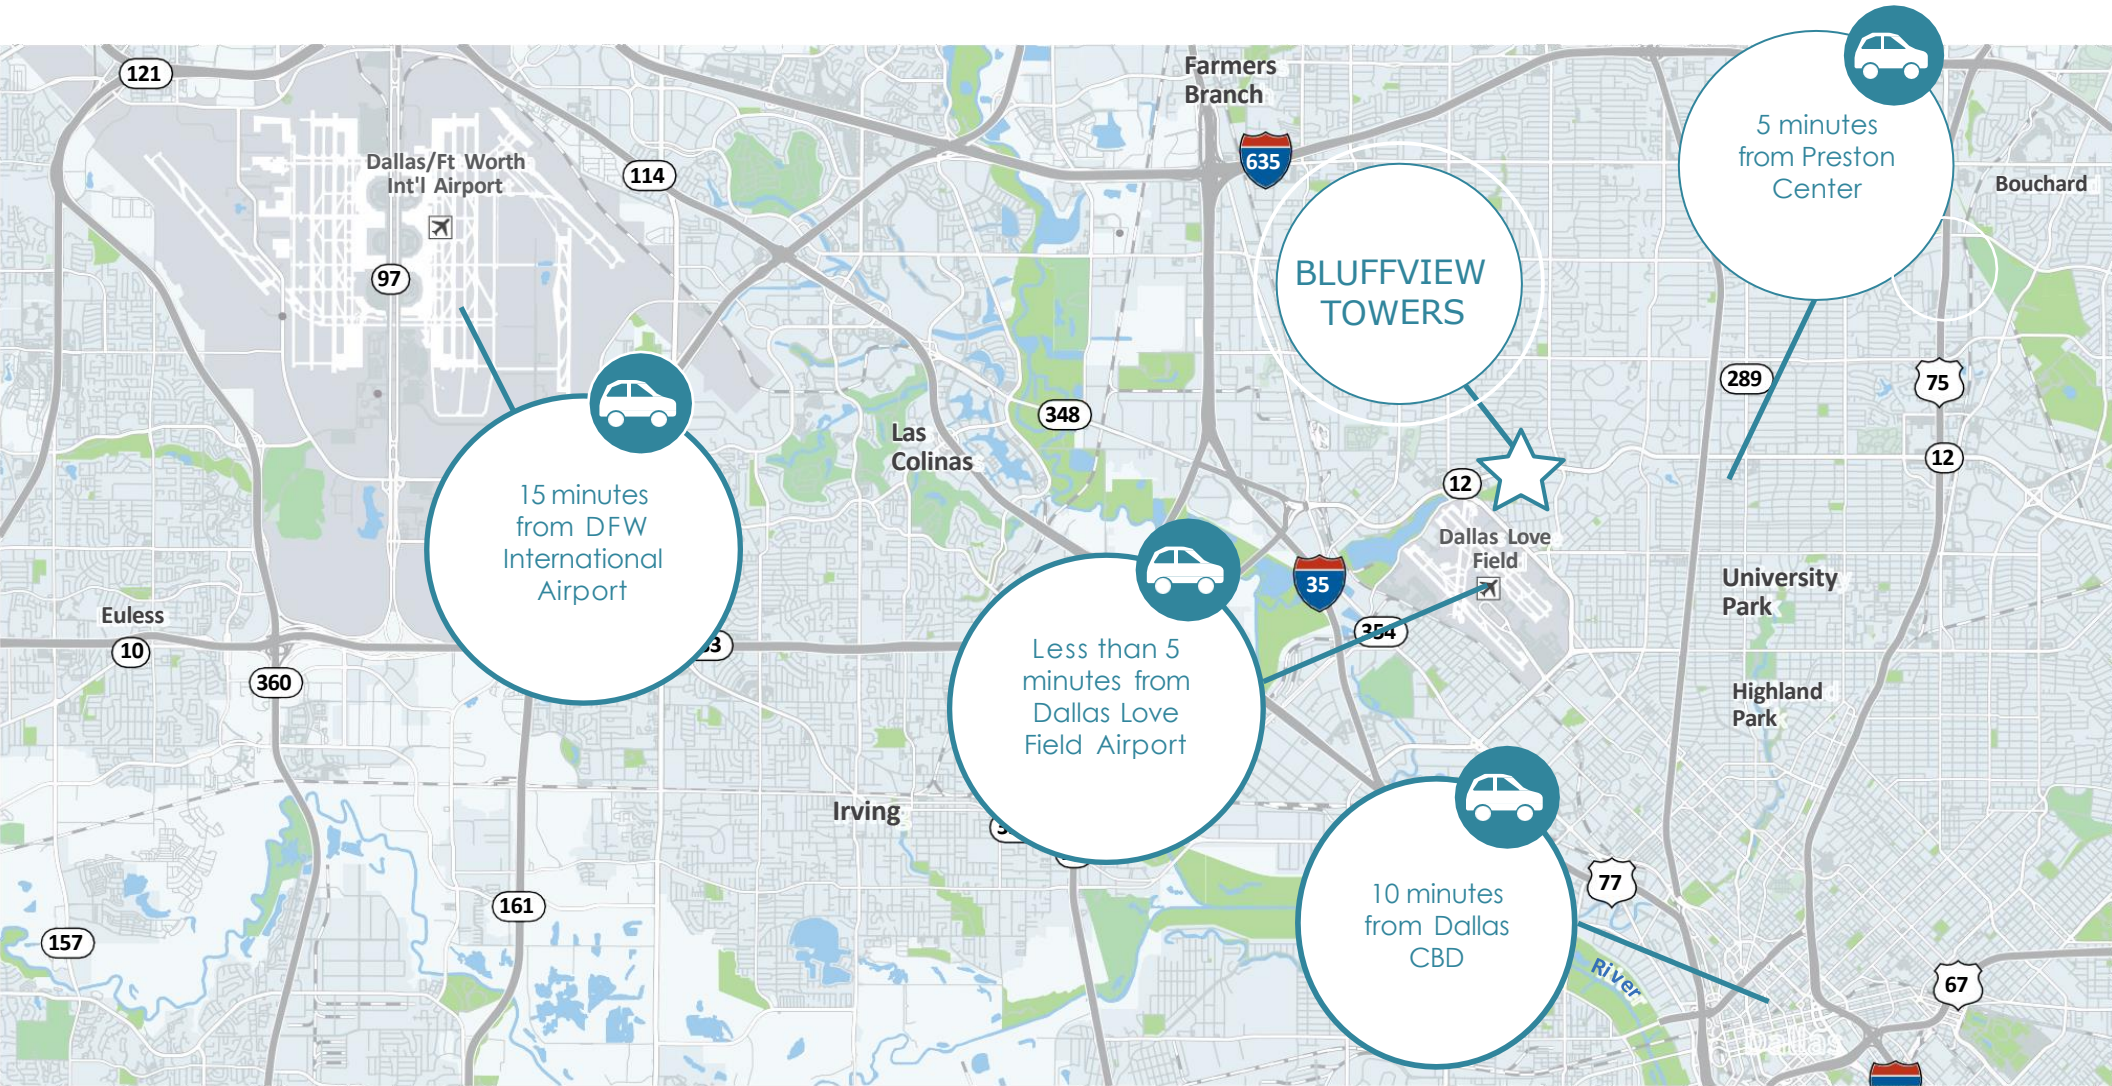 121
Farmers
Branch
635
5 minutes
from Preston
Center
Bouchard
Dallas/Ft Worth
Int'l Airport
114
97
BLUFFVIEW
TOWERS
289
75
348
Las
Colinas
12
12
15 minutes
from DFW
International
Airport
Dallas Love
Field
35
University
Park
Euless
10
354
360
Less than 5
minutes from
Dallas Love
Field Airport
Highland
Park
Irving
77
10 minutes
from Dallas
CBD
161
157
River
67
Dallas